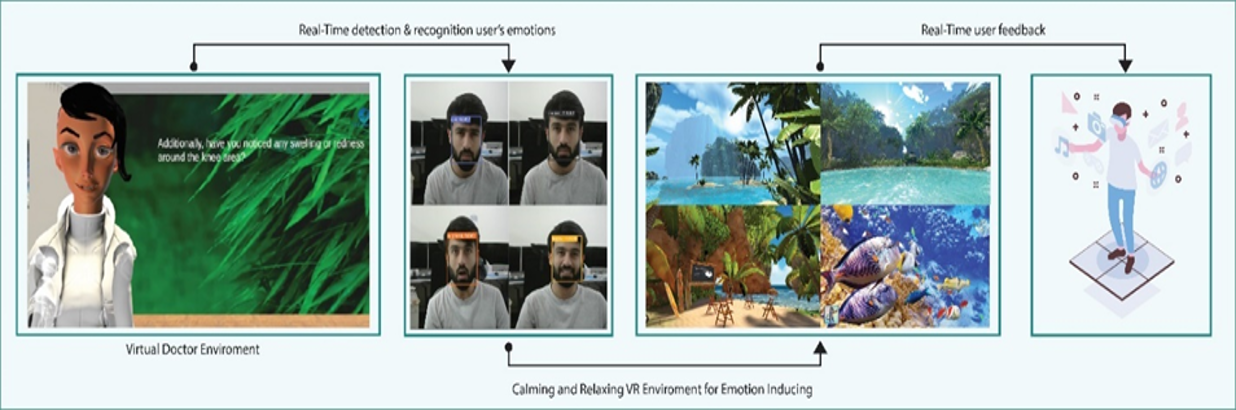 Real-Time detection & recognition user's emotions
Real-Time user feedback
Additionally, have you noticed any swelling or redness
around the knee area?
Virtual Doctor Enviroment
Calming and Relaxing VR Enviroment for Emotion Inducing